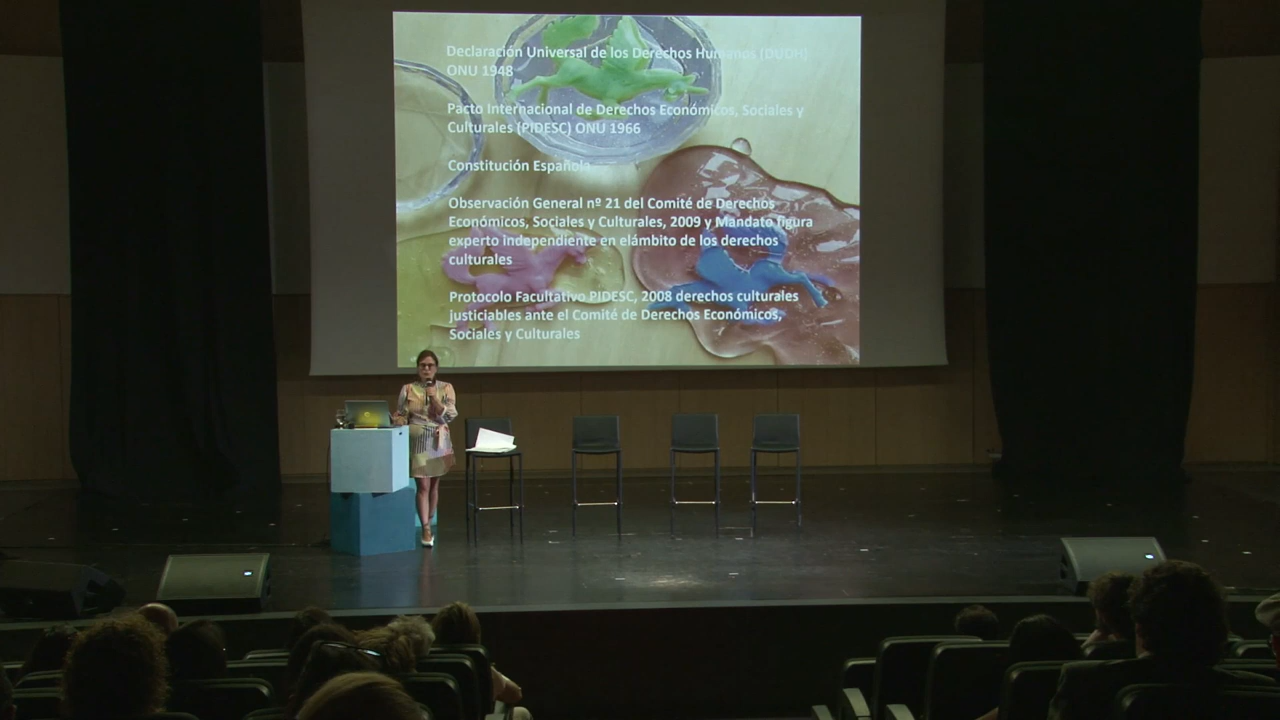 Declaración Universal de los Derechos Humanos (DUDH)
ONU 1948
Pacto Internacional de Derechos Económicos, Sociales y
Culturales (PIDESC) ONU 1966
Constitución Española
Observación General nº 21 del Comité de Derechos
Económicos, Sociales y Culturales, 2009 y Mandato figura
experto independiente en elámbito de los derechos
culturales
Protocolo Facultativo PIDESC, 2008 derechos culturales
justiciables ante el Comité de Derechos Económicos,
Sociales y Culturales